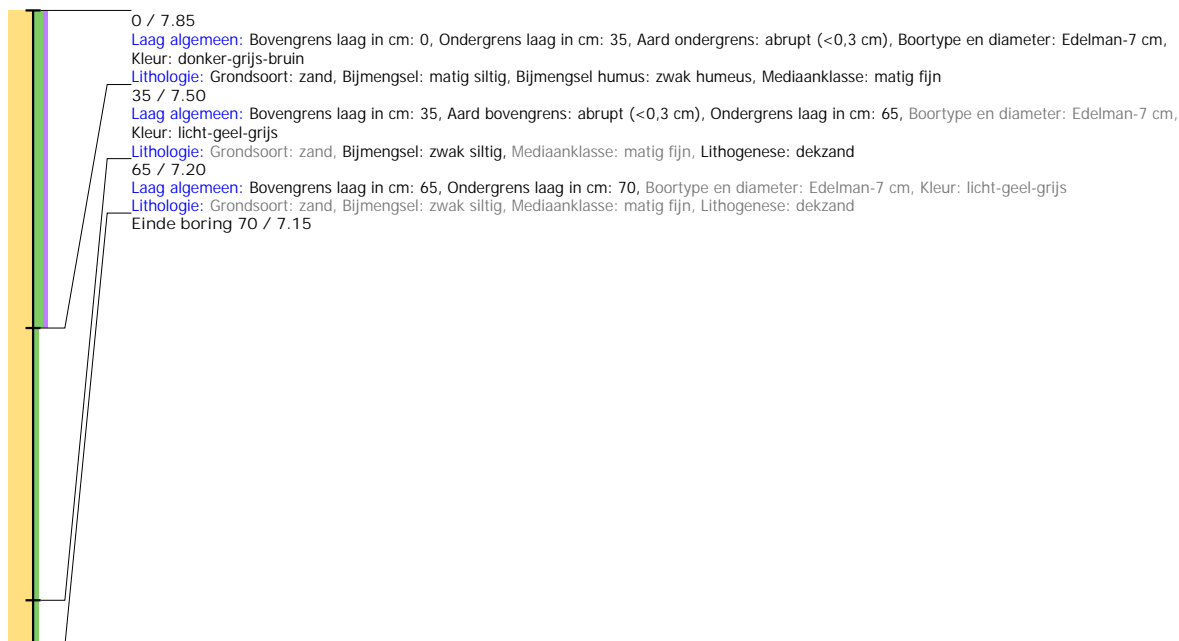 0 / 7.85
Laag algemeen: Bovengrens laag in cm: 0, Ondergrens laag in cm: 35, Aard ondergrens: abrupt (<0,3 cm), Boortype en diameter: Edelman-7 cm,
Kleur: donker-grijs-bruin
Lithologie: Grondsoort: zand, Bijmengsel: matig siltig, Bijmengsel humus: zwak humeus, Mediaanklasse: matig fijn
35 / 7.50
Laag algemeen: Bovengrens laag in cm: 35, Aard bovengrens: abrupt (<0,3 cm), Ondergrens laag in cm: 65, Boortype en diameter: Edelman-7 cm,
Kleur: licht-geel-grijs
Lithologie: Grondsoort: zand, Bijmengsel: zwak siltig, Mediaanklasse: matig fijn, Lithogenese: dekzand
65 / 7.20
Laag algemeen: Bovengrens laag in cm: 65, Ondergrens laag in cm: 70, Boortype en diameter: Edelman-7 cm, Kleur: licht-geel-grijs
Lithologie: Grondsoort: zand, Bijmengsel: zwak siltig, Mediaanklasse: matig fijn, Lithogenese: dekzand
Einde boring 70 / 7.15